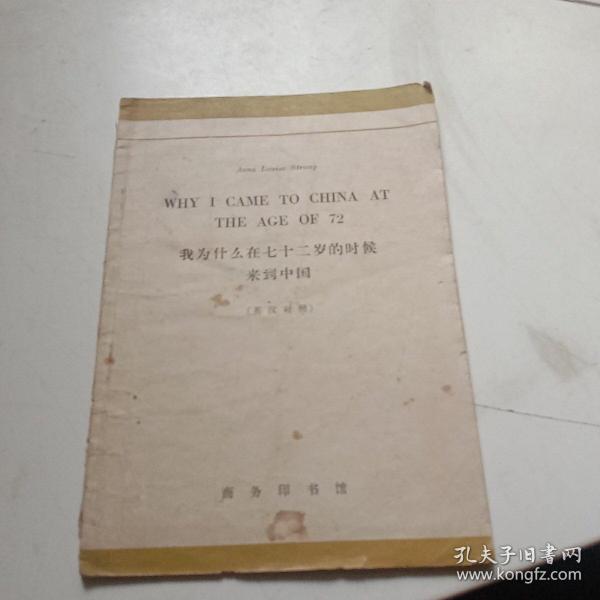 Anna Louise Strong
WHY I CAME TO CHINA AT
THE AGE OF 72
我为什么在七十二岁的时候
来到中国
（英汉对照）
商务印书馆
孔夫子旧书网
www.kongfz.com